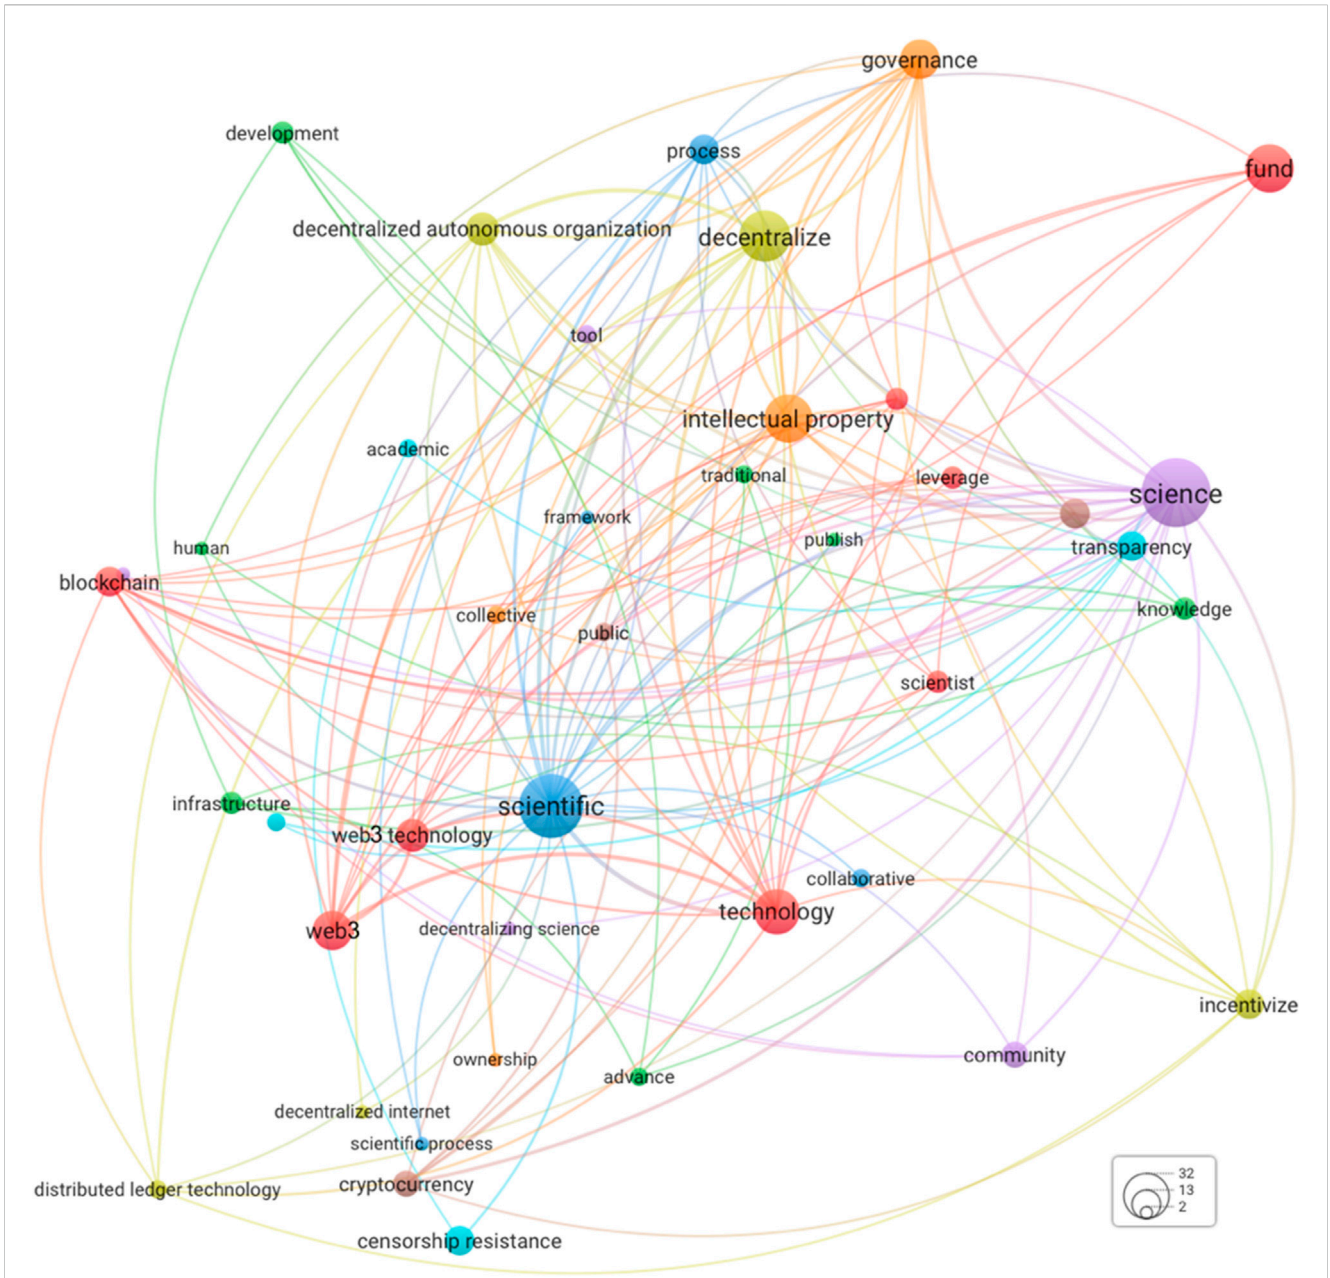 governance
development
process
fund
decentralized autonomous organization
decentralize
tool
intellectual property
academic
traditional
leverage
science
framework
publish
transparency
human
blockchain
collective
public
knowledge
scientist
infrastructure
scientific
web3 technology
collaborative
technology
web3
decentralizing science
incentivize
ownership
community
advance
decentralized internet
scientific process
distributed ledger technology
cryptocurrency
censorship resistance
32
13
2